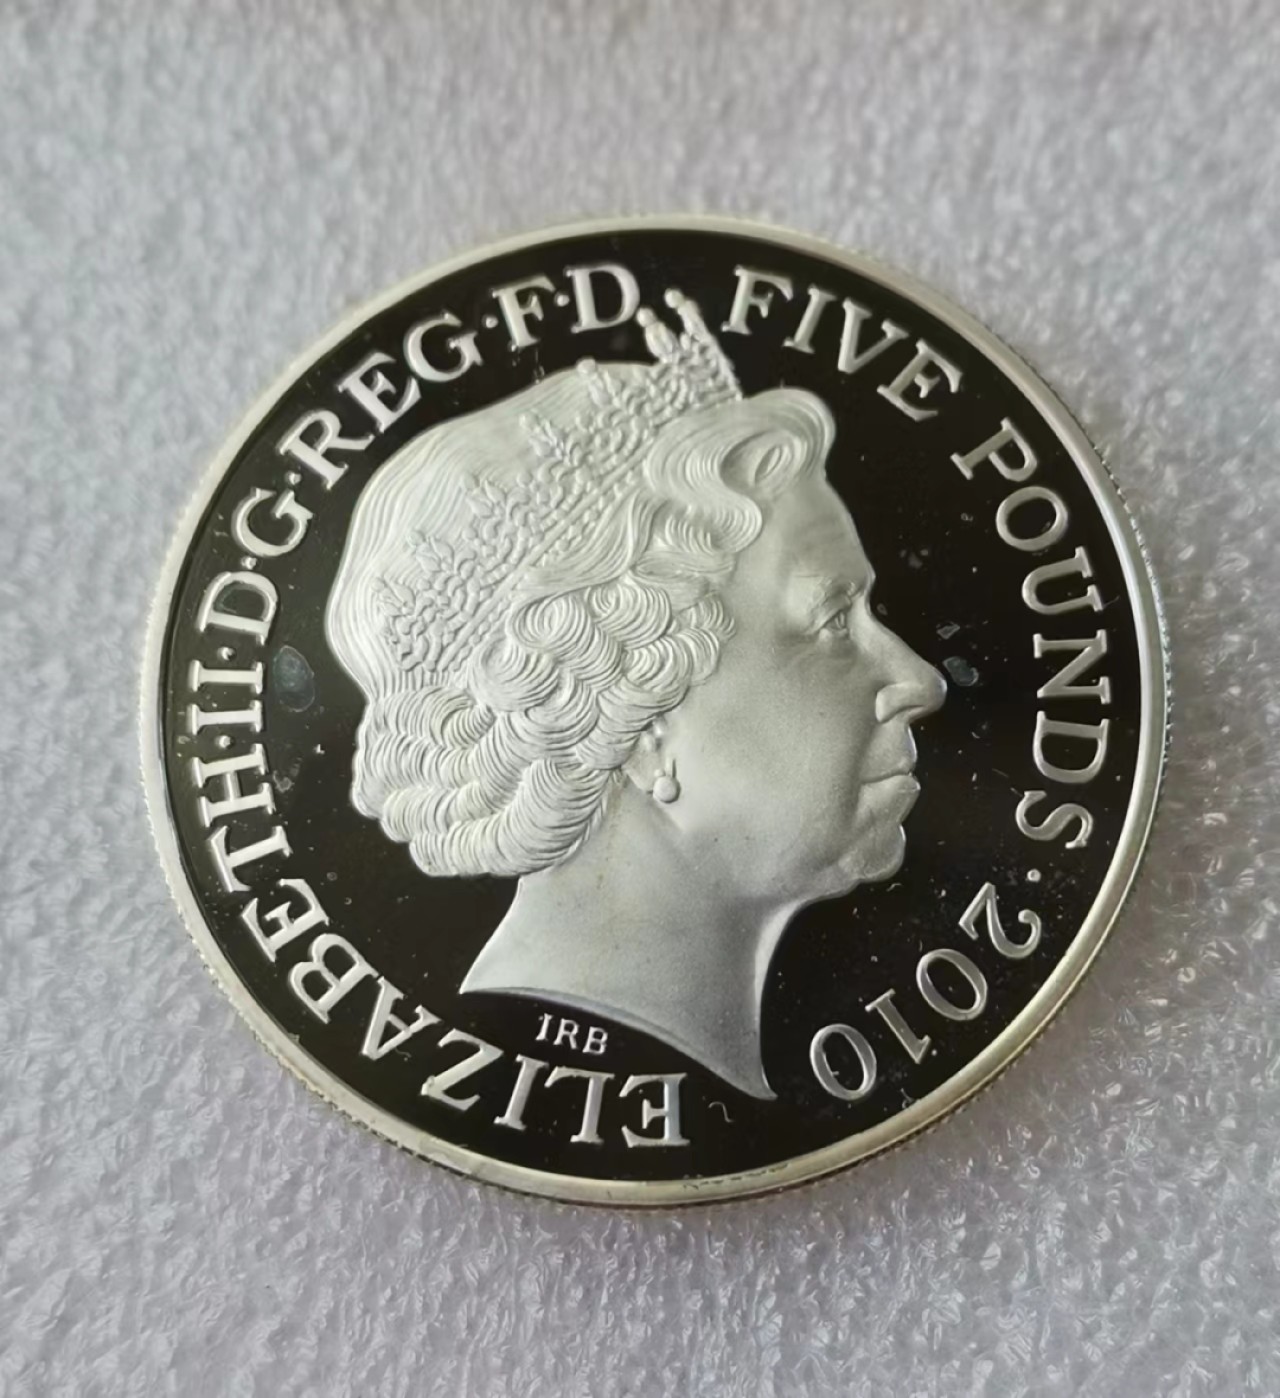 ELIZABETH·II·D·G·REG·F·D· FIVE POUNDS·2010
IRB